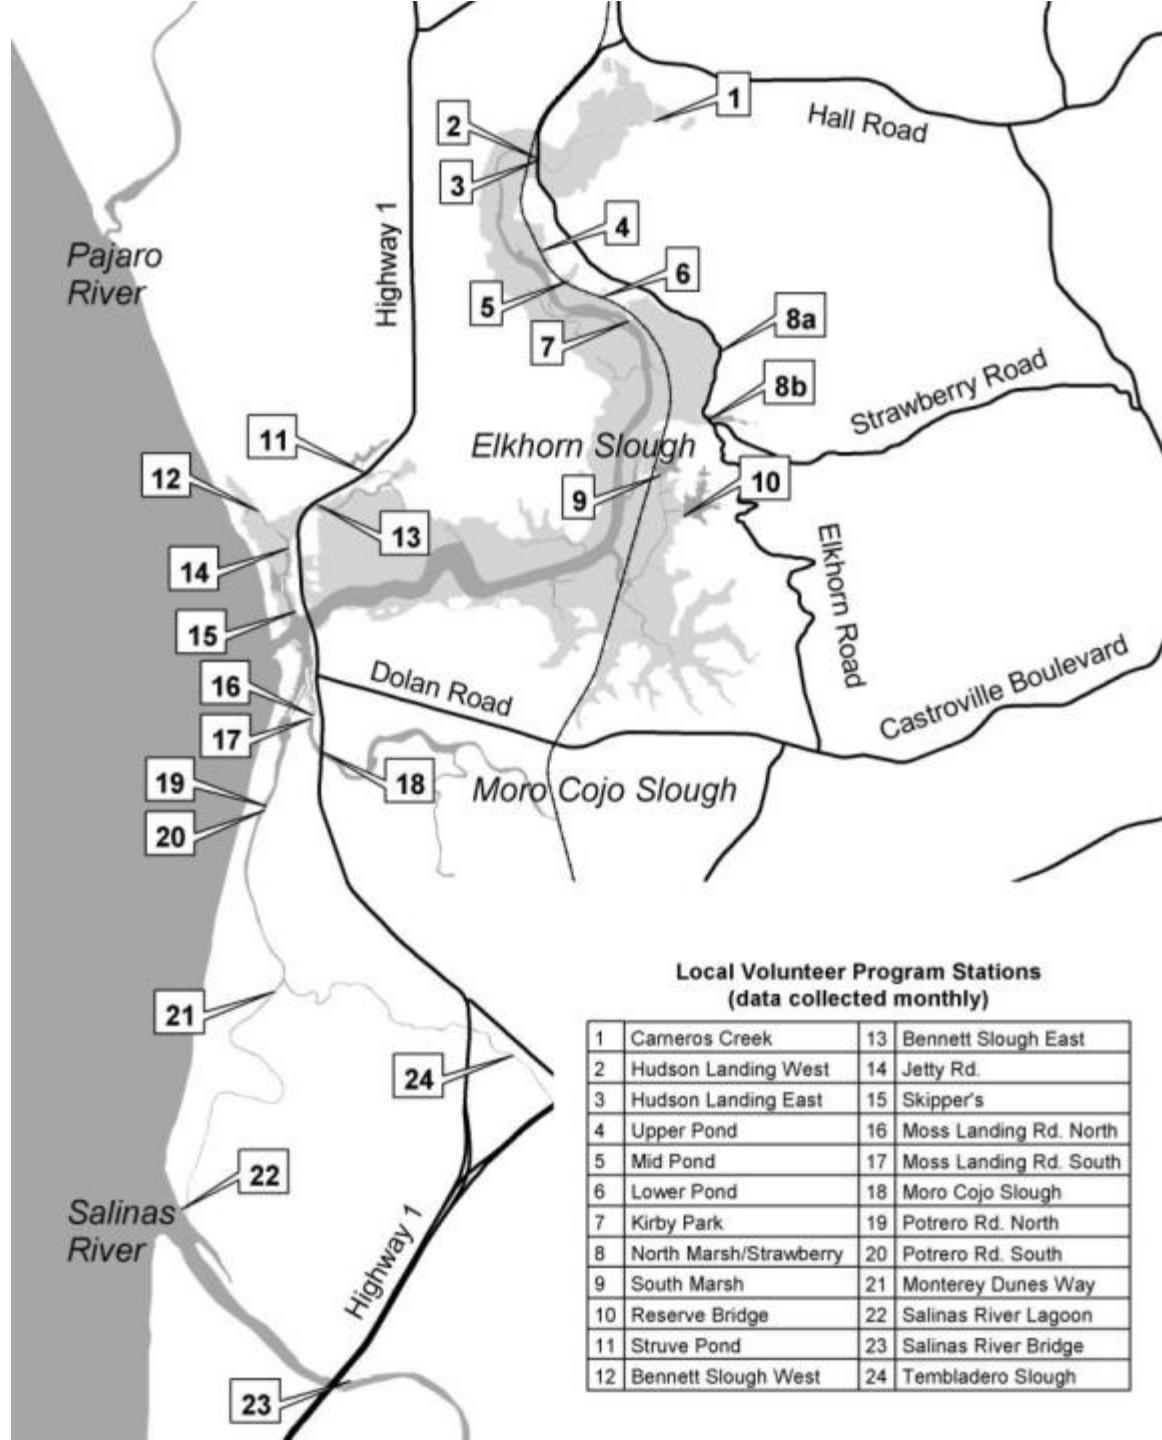 1
Hall Road
2
3
Highway 1
4
Pajaro
River
6
5
8a
7
8b
Strawberry Road
11
Elkhorn Slough
12
10
9
13
14
Elkhorn Road
15
Dolan Road
16
Castroville Boulevard
17
18
19
Moro Cojo Slough
20
21
24
22
Salinas
River
Highway 1
23
Local Volunteer Program Stations
(data collected monthly)
1 Carneros Creek 13 Bennett Slough East
2 Hudson Landing West 14 Jetty Rd.
3 Hudson Landing East 15 Skipper's
4 Upper Pond 16 Moss Landing Rd. North
5 Mid Pond 17 Moss Landing Rd. South
6 Lower Pond 18 Moro Cojo Slough
7 Kirby Park 19 Potrero Rd. North
8 North Marsh/Strawberry 20 Potrero Rd. South
9 South Marsh 21 Monterey Dunes Way
10 Reserve Bridge 22 Salinas River Lagoon
11 Struve Pond 23 Salinas River Bridge
12 Bennett Slough West 24 Tembladero Slough